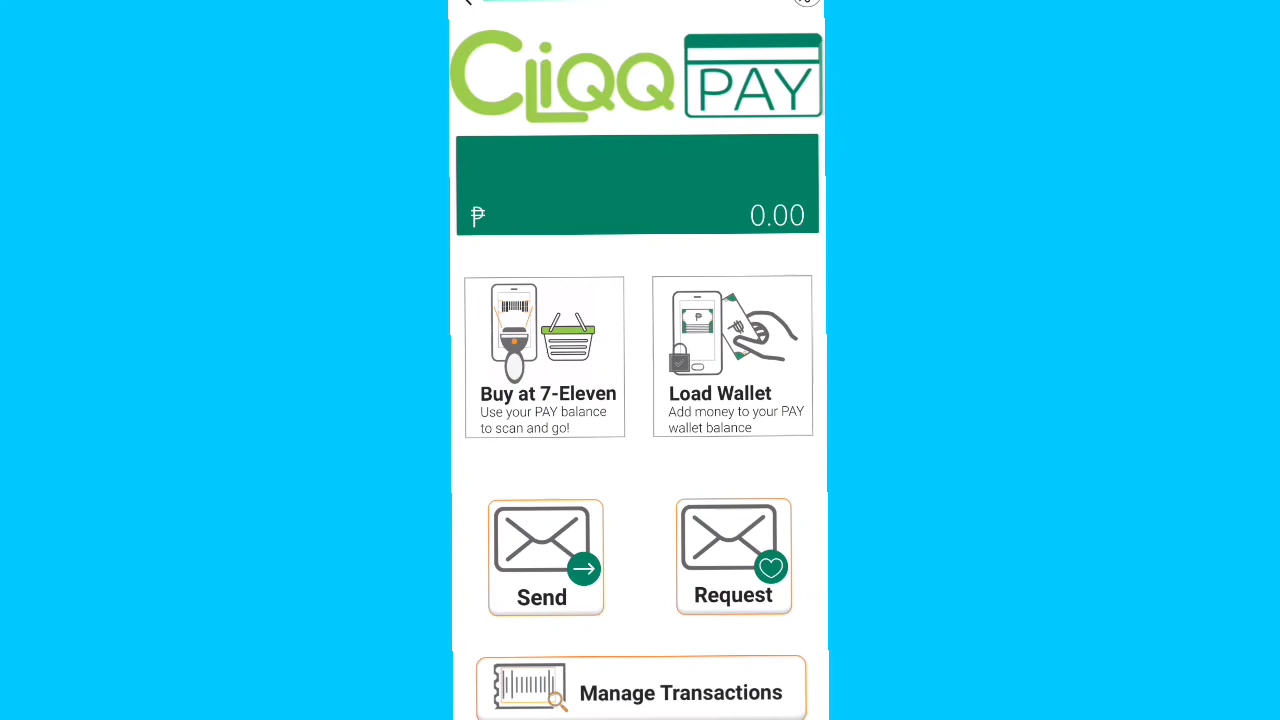 CLiQQ PAY
₱ 0.00
Buy at 7-Eleven
Use your PAY balance
to scan and go!
Load Wallet
Add money to your PAY
wallet balance
Send
Request
Manage Transactions